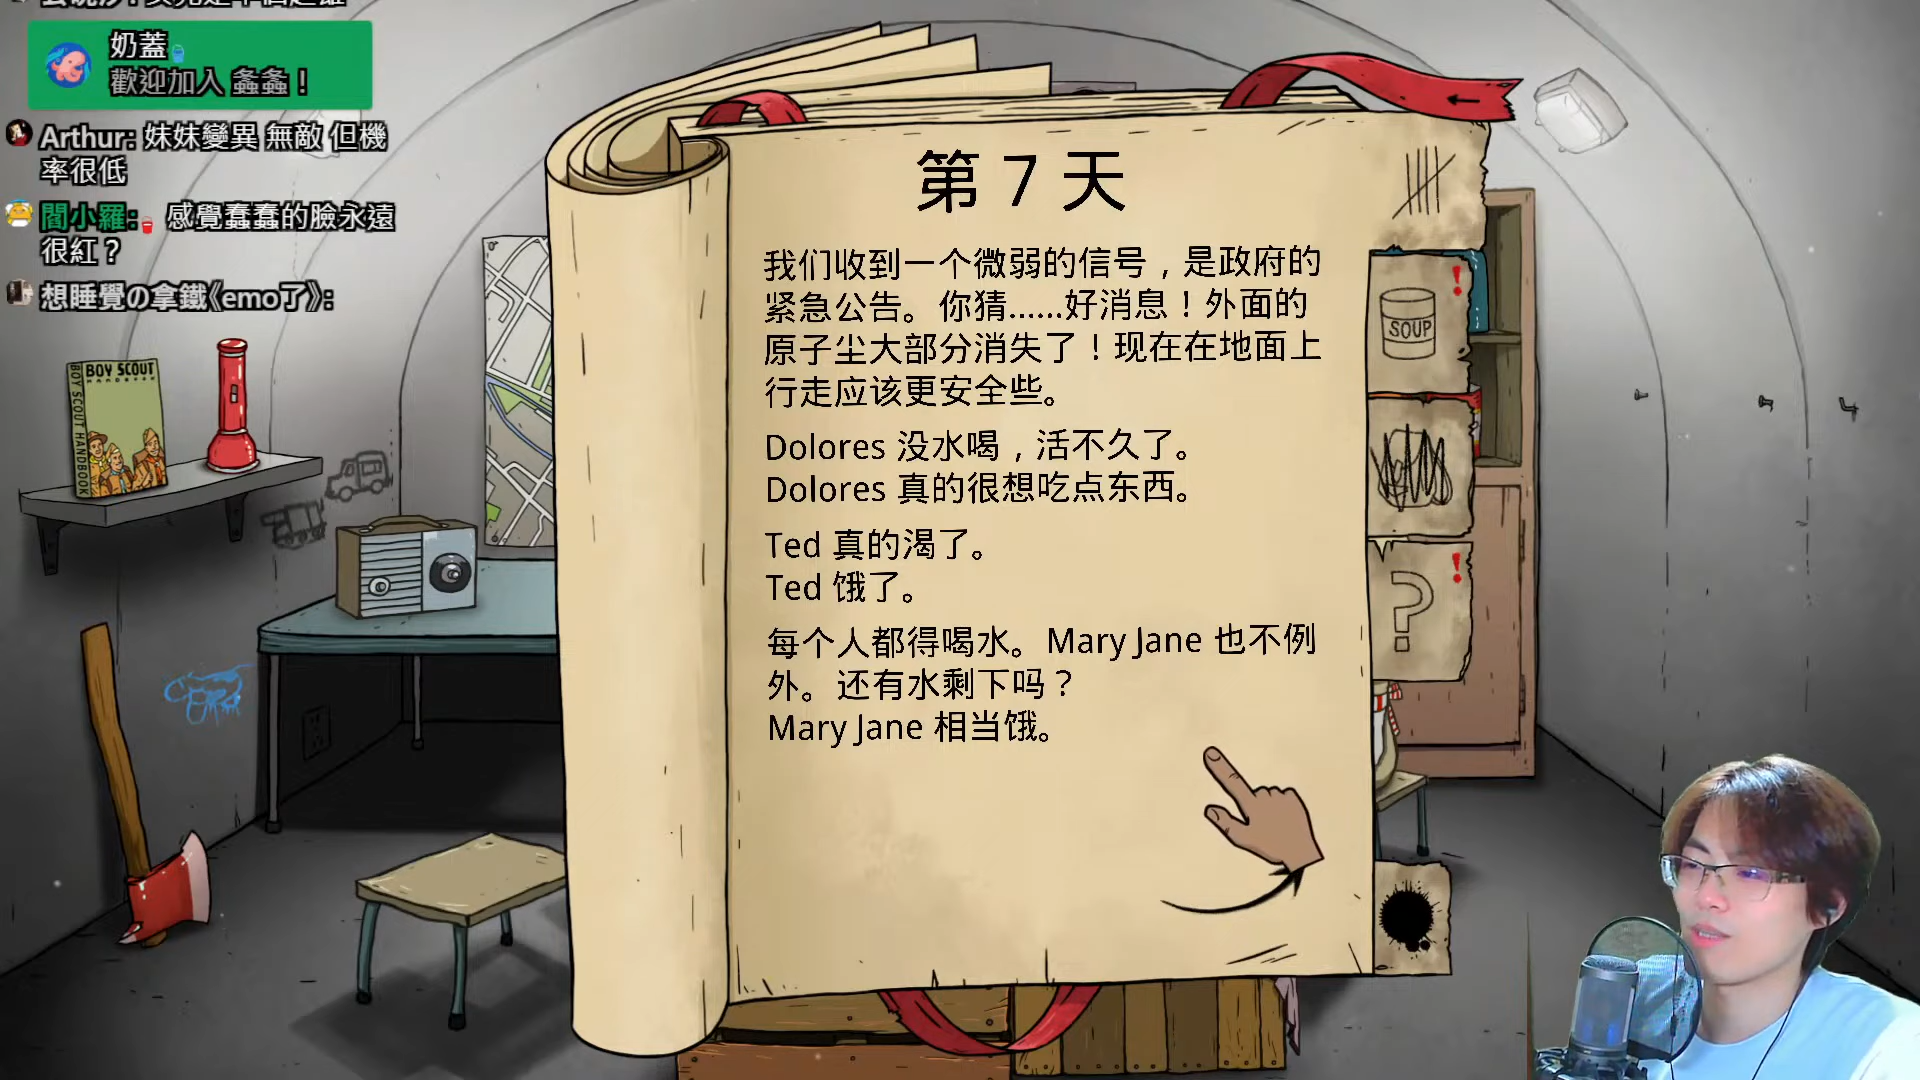 奶蓋
歡迎加入 螽螽！
Arthur: 妹妹變異 無敵 但機
率很低
閻小羅: 感覺蠢蠢的臉永遠
很紅？
想睡覺の拿鐵《emo了》:
BOY SCOUT
HANDBOOK
BOY SCOUT HANDBOOK
第 7 天
我们收到一个微弱的信号，是政府的
紧急公告。你猜……好消息！外面的
原子尘大部分消失了！现在在地面上
行走应该更安全些。
Dolores 没水喝，活不久了。
Dolores 真的很想吃点东西。
Ted 真的渴了。
Ted 饿了。
每个人都得喝水。Mary Jane 也不例
外。还有水剩下吗？
Mary Jane 相当饿。
!
SOUP
!
?